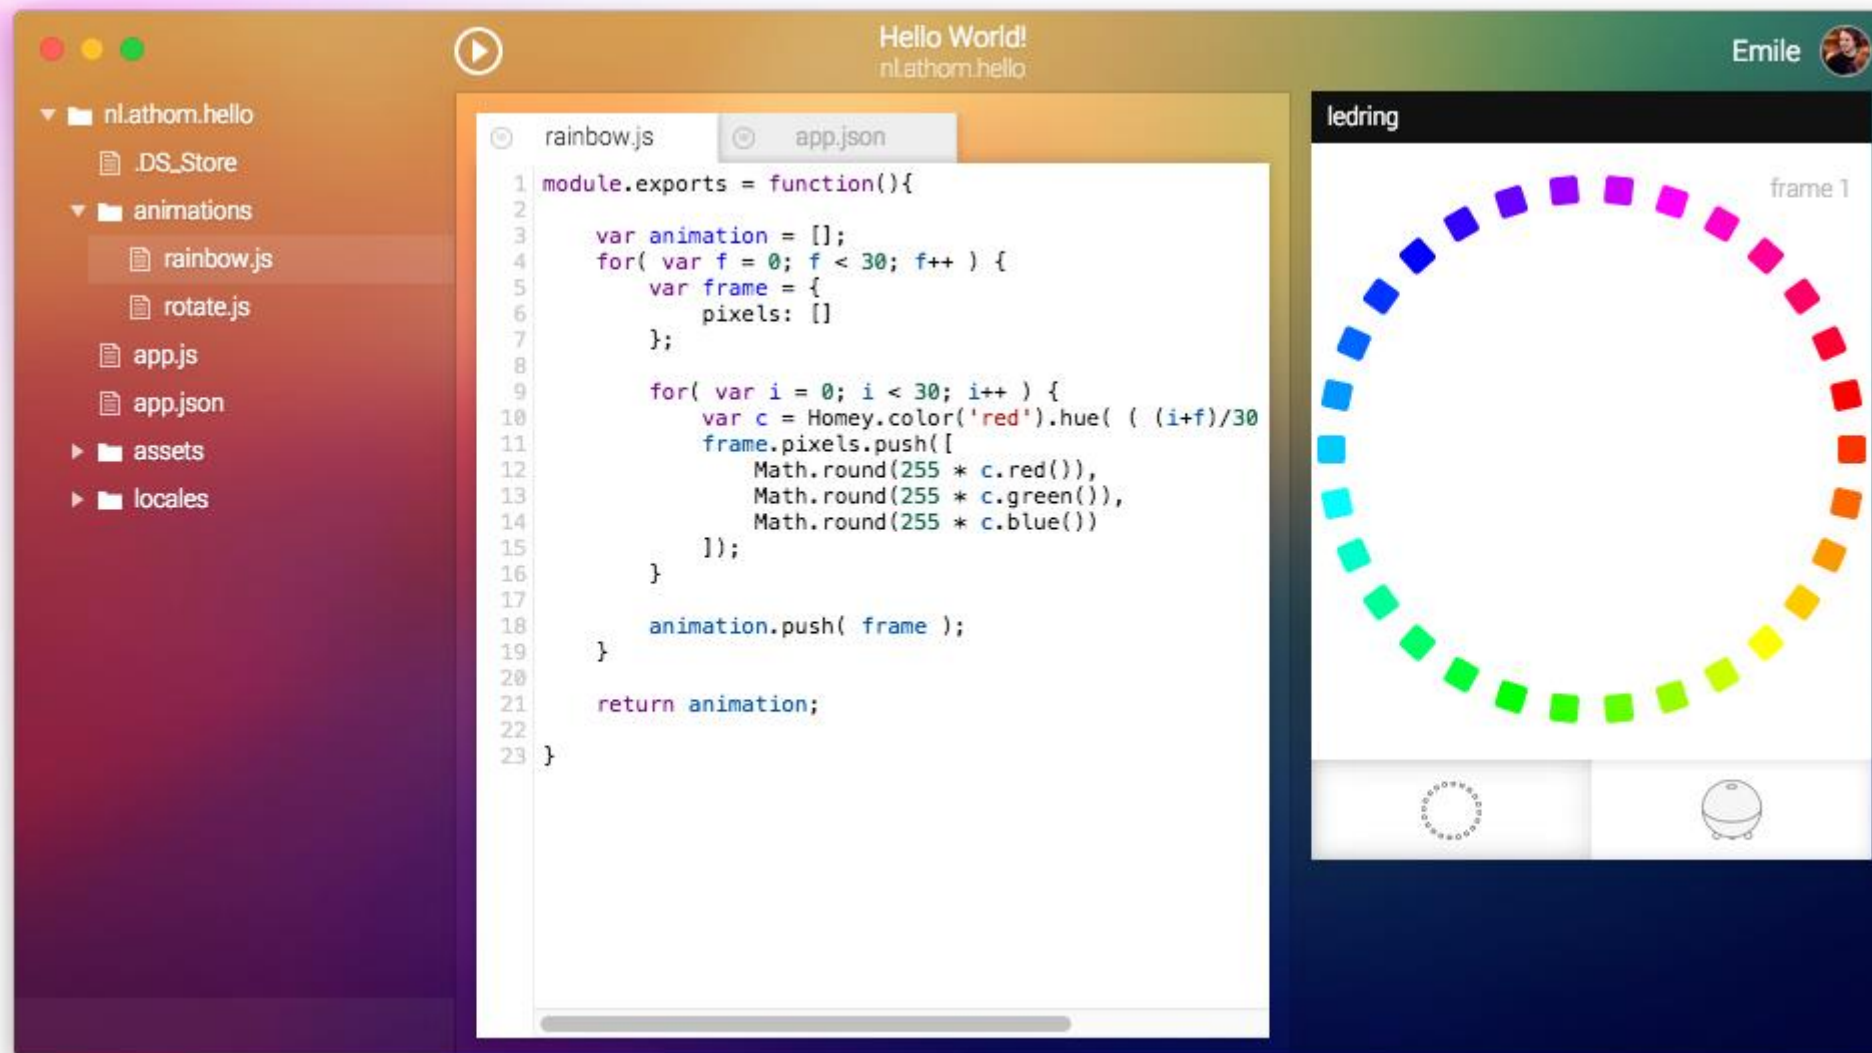 Hello World!
nl.athom.hello
Emile
nl.athom.hello
.DS_Store
animations
rainbow.js
rotate.js
app.js
app.json
assets
locales
rainbow.js
app.json
1 module.exports = function(){
2
3     var animation = [];
4     for( var f = 0; f < 30; f++ ) {
5         var frame = {
6             pixels: []
7         };
8
9         for( var i = 0; i < 30; i++ ) {
10             var c = Homey.color('red').hue( ( (i+f)/30
11             frame.pixels.push([
12                 Math.round(255 * c.red()),
13                 Math.round(255 * c.green()),
14                 Math.round(255 * c.blue())
15             ]);
16         }
17
18         animation.push( frame );
19     }
20
21     return animation;
22
23 }
ledring
frame 1